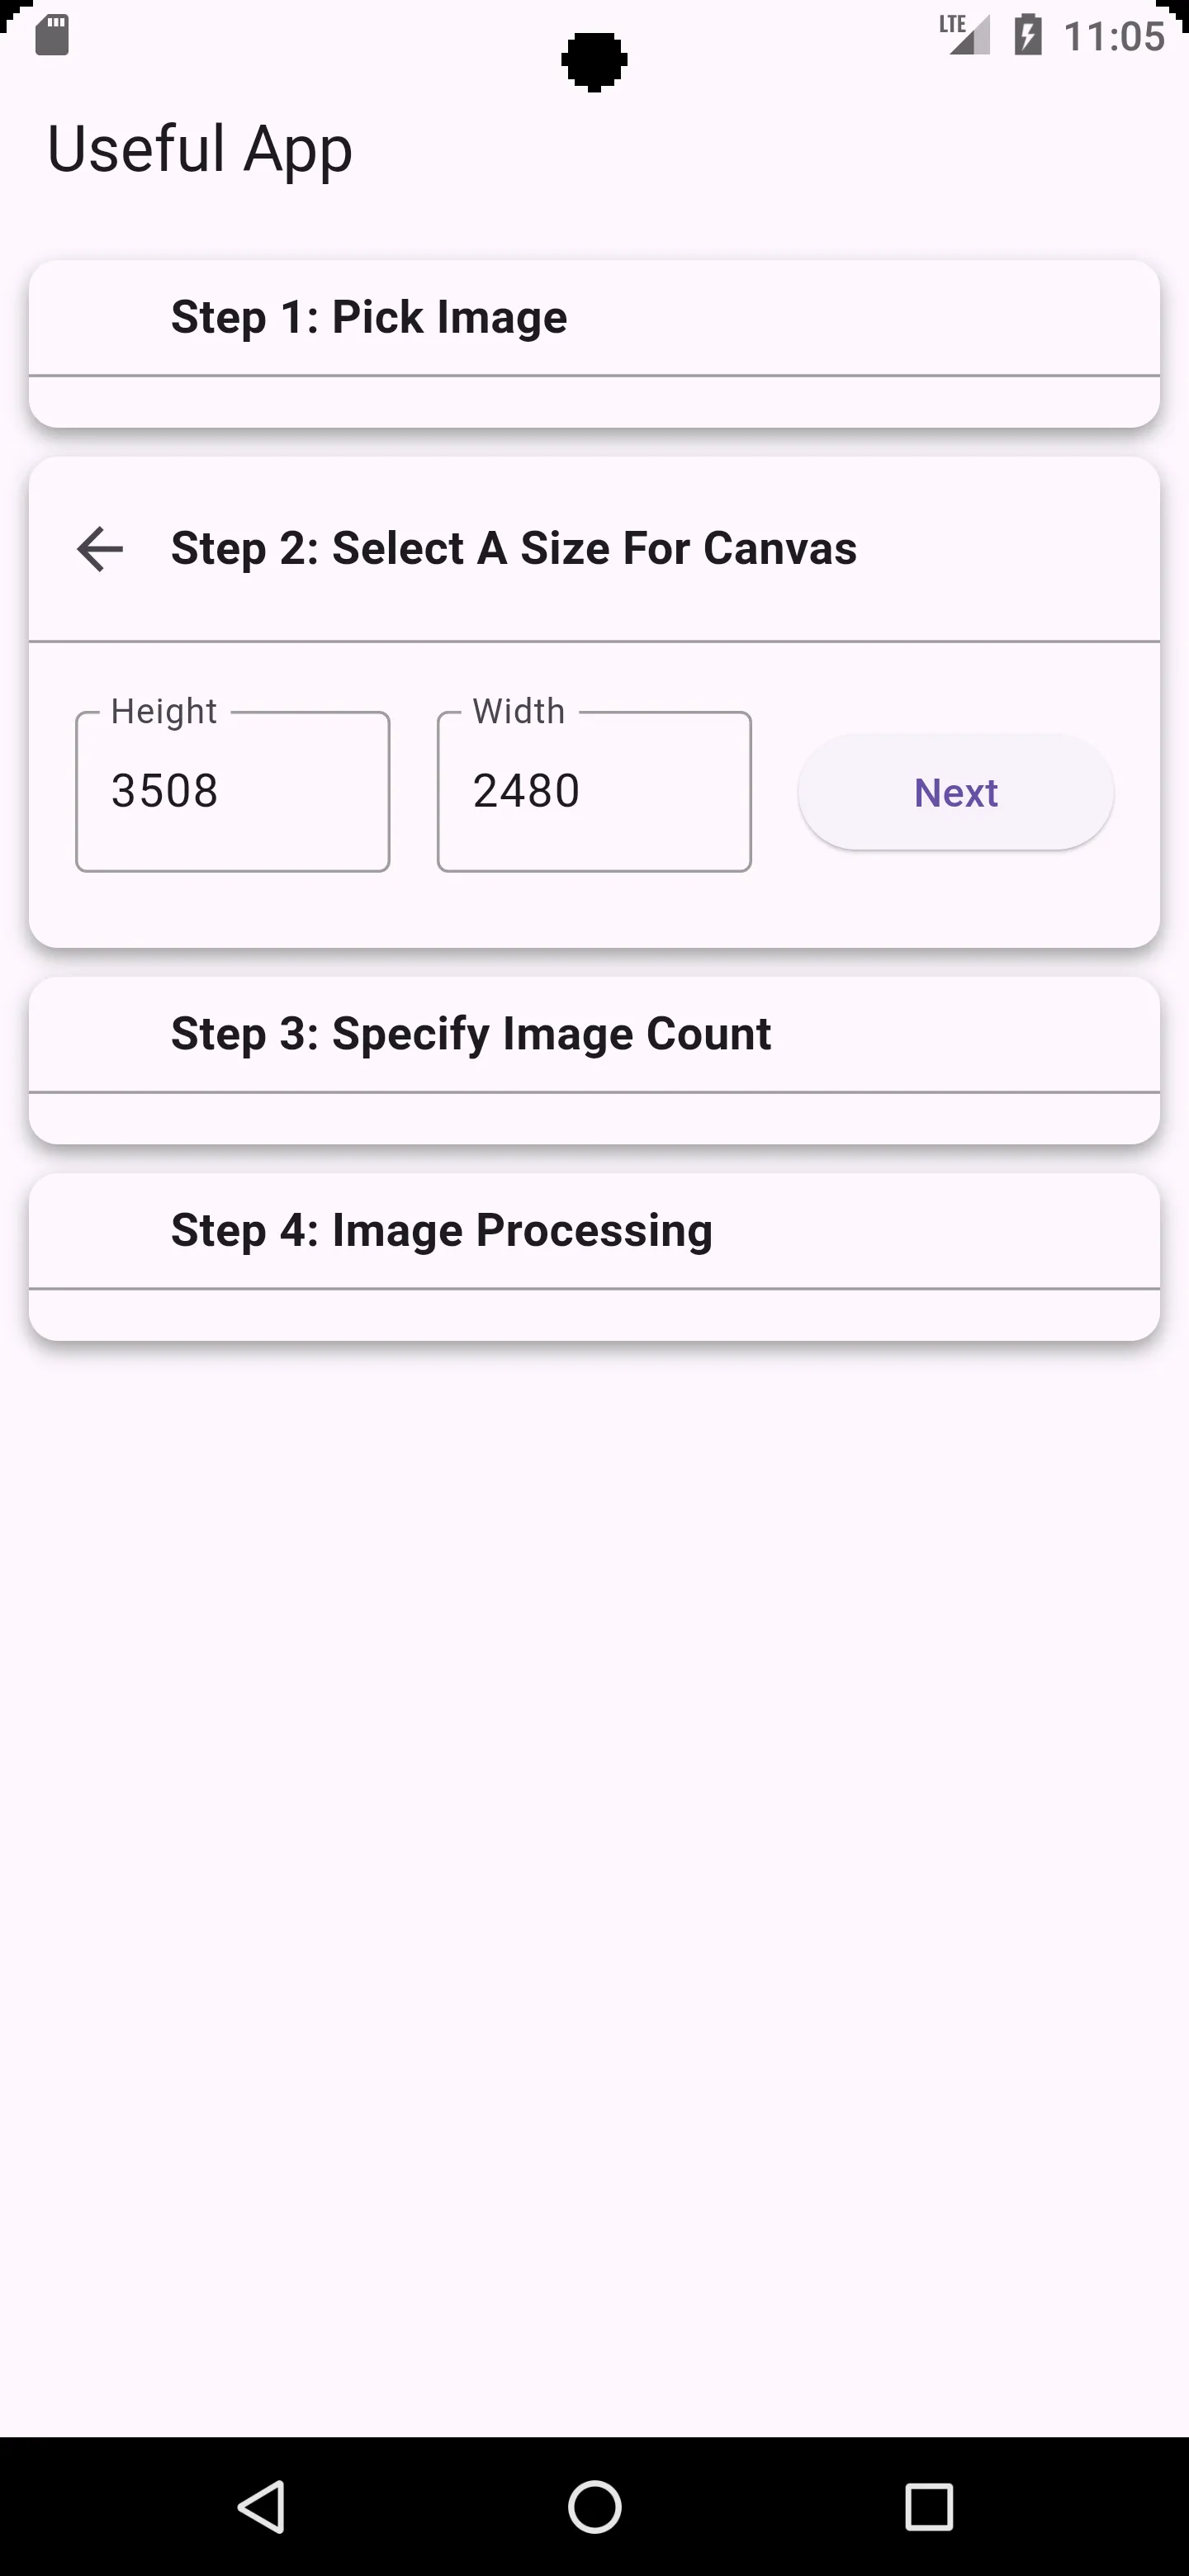 LTE 11:05
Useful App
Step 1: Pick Image
Step 2: Select A Size For Canvas
Height Width
3508 2480 Next
Step 3: Specify Image Count
Step 4: Image Processing